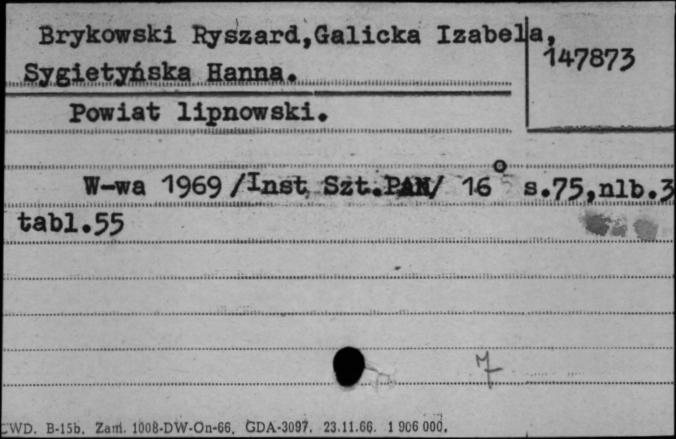 Brykowski Ryszard,Galicka Izabela,
147873
Sygietyńska Hanna.
Powiat lipnowski.
W-wa 1969 /Inst. Szt.PAN/ 16° s.75,nlb.3
tabl.55
7
CWD. B-15b. Zam. 1008-DW-On-66. GDA-3097. 23.11.66. 1 906 000.